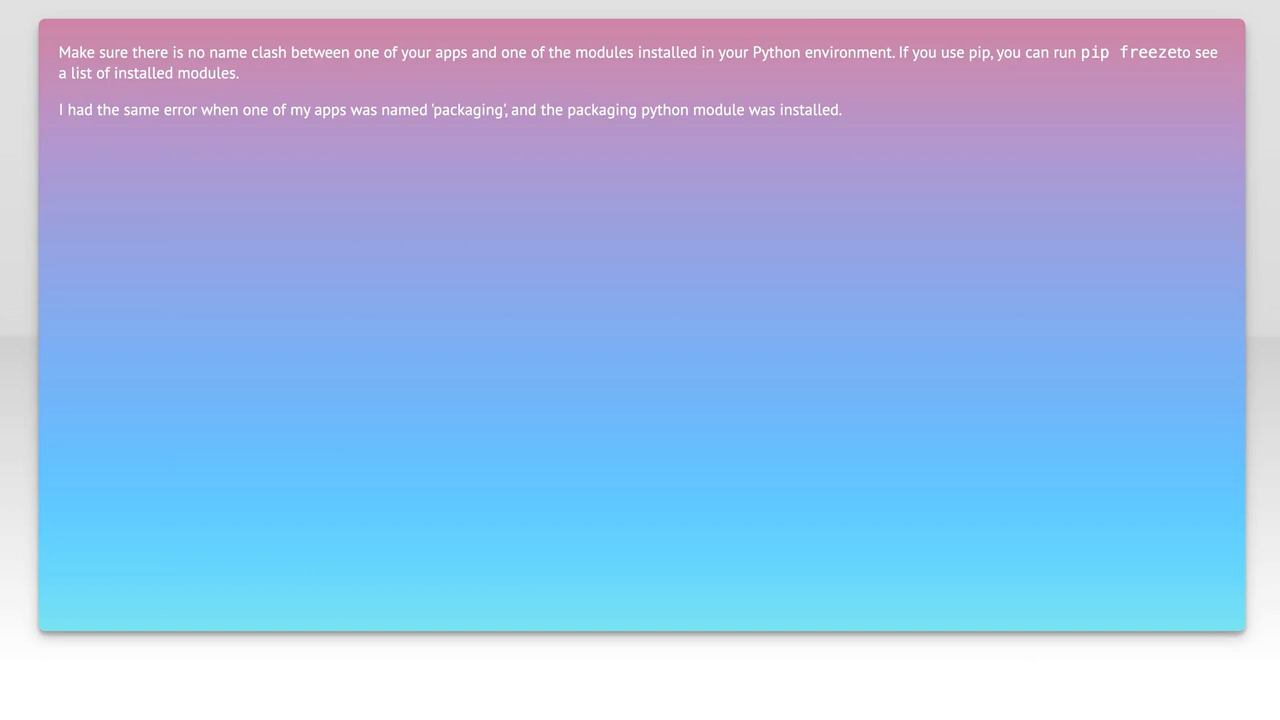 Make sure there is no name clash between one of your apps and one of the modules installed in your Python environment. If you use pip, you can run pip freezeto see
a list of installed modules.
I had the same error when one of my apps was named 'packaging', and the packaging python module was installed.